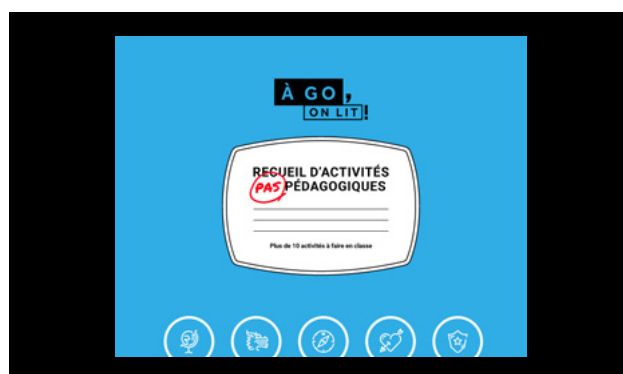 À GO,
ON LIT!
RECUEIL D'ACTIVITÉS
PAS PÉDAGOGIQUES
Plus de 10 activités à faire en classe